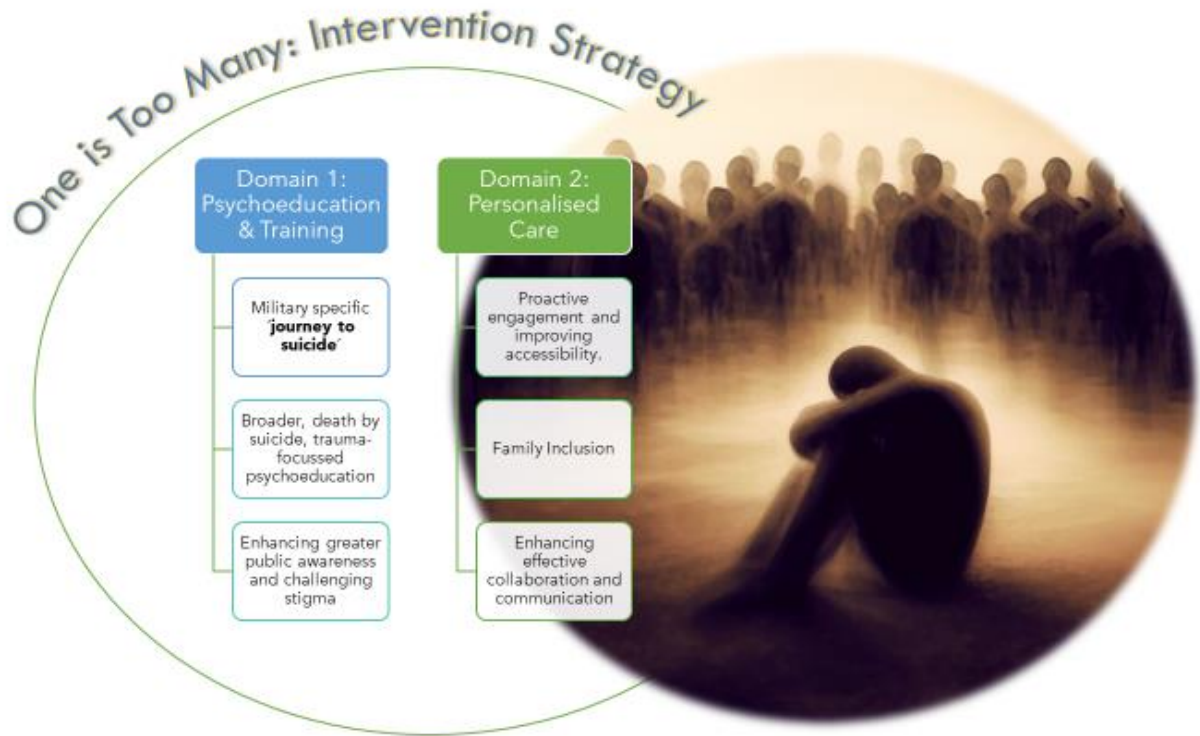 One is Too Many: Intervention Strategy
Domain 1:
Psychoeducation
& Training
Military specific
'journey to
suicide'
Broader, death by
suicide, trauma-
focussed
psychoeducation
Enhancing greater
public awareness
and challenging
stigma
Domain 2:
Personalised
Care
Proactive
engagement and
improving
accessibility.
Family Inclusion
Enhancing
effective
collaboration and
communication